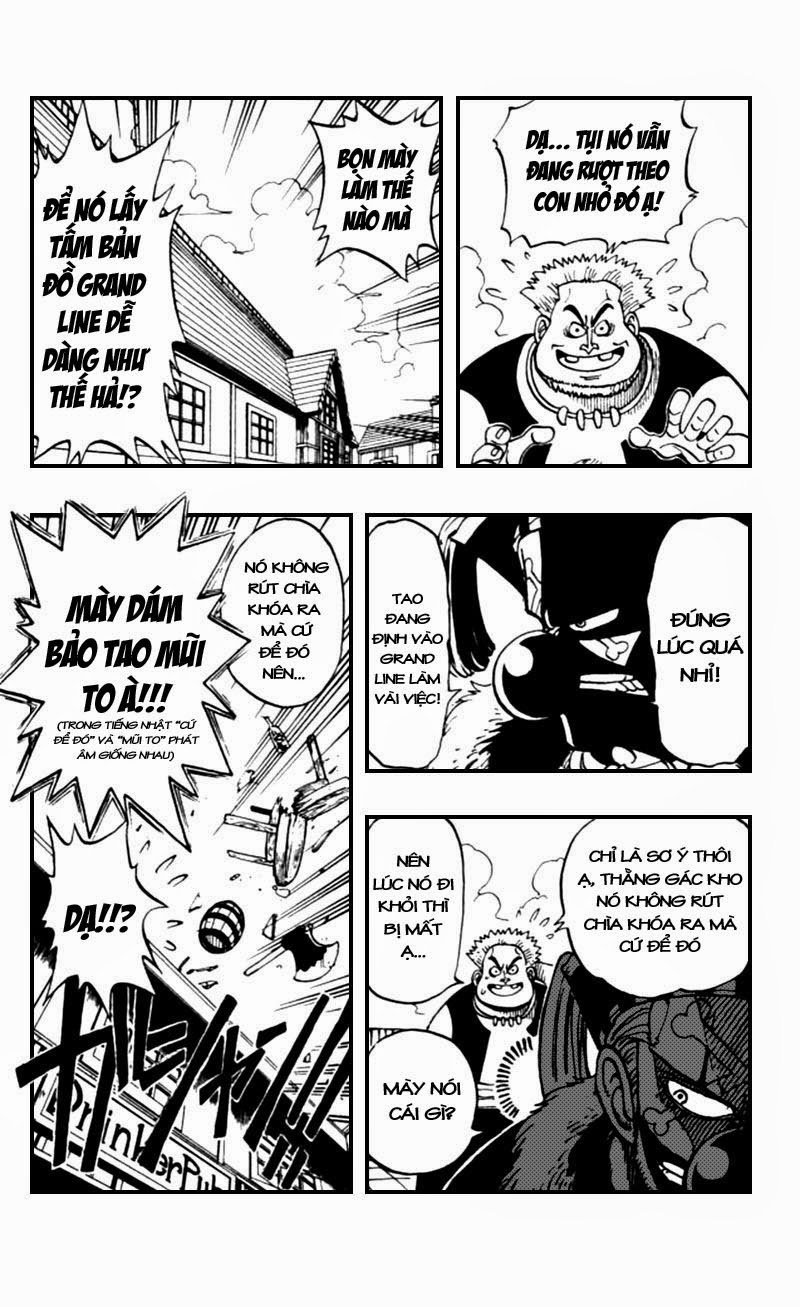 DẠ... TỤI NÓ VẪN
ĐANG RƯỢT THEO
CON NHỎ ĐÓ Ạ!
BỌN MÀY
LÀM THẾ
NÀO MÀ
ĐỂ NÓ LẤY
TẤM BẢN
ĐỒ GRAND
LINE DỄ
DÀNG NHƯ
THẾ HẢ!?
ĐÚNG
LÚC QUÁ
NHỈ!
TAO
ĐANG
ĐỊNH VÀO
GRAND
LINE LÀM
VÀI VIỆC!
CHỈ LÀ SƠ Ý THÔI
Ạ, THẰNG GÁC KHO
NÓ KHÔNG RÚT
CHÌA KHÓA RA MÀ
CỨ ĐỂ ĐÓ
NÊN
LÚC NÓ ĐI
KHỎI THÌ
BỊ MẤT
Ạ...
MÀY NÓI
CÁI GÌ?
NÓ KHÔNG
RÚT CHÌA
KHÓA RA
MÀ CỨ
ĐỂ ĐÓ
NÊN...
MÀY DÁM
BẢO TAO MŨI
TO À!!!
(TRONG TIẾNG NHẬT "CỨ
ĐỂ ĐÓ" VÀ "MŨI TO" PHÁT
ÂM GIỐNG NHAU)
DẠ!!?
Drinker Pub